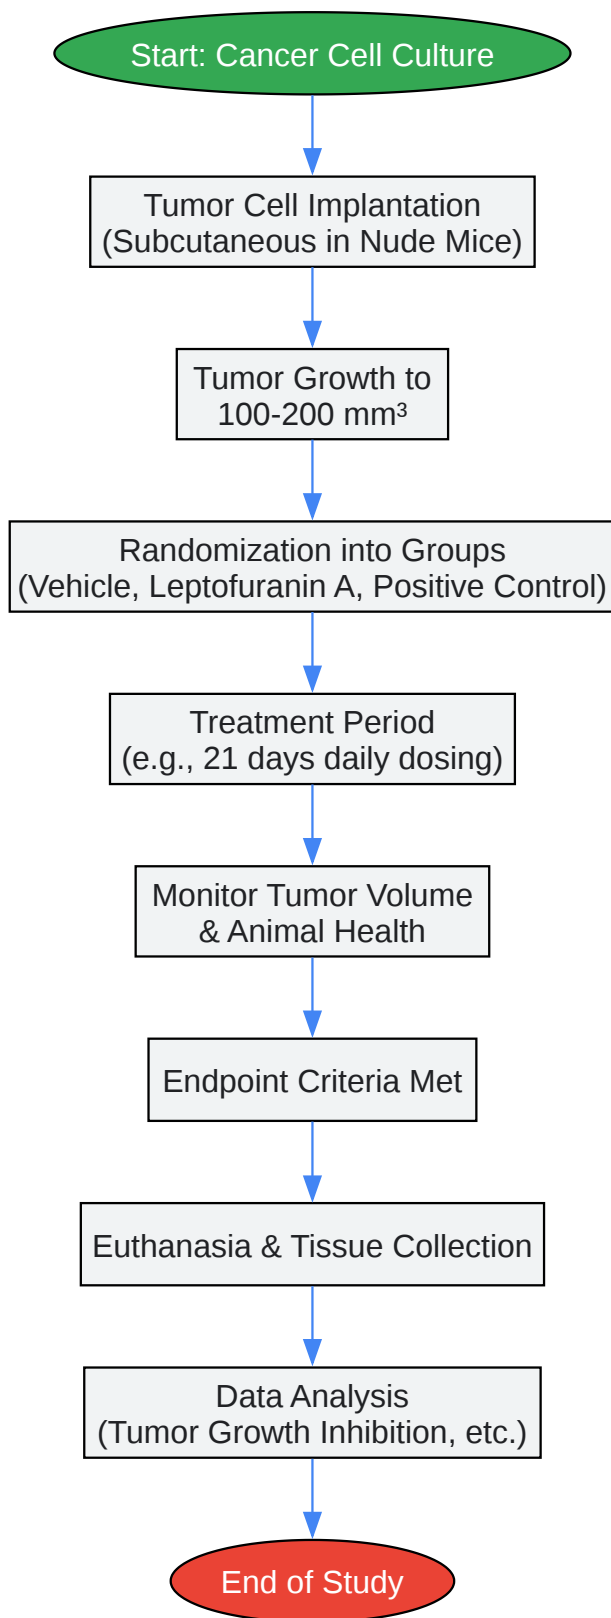 Start: Cancer Cell Culture
Tumor Cell Implantation
(Subcutaneous in Nude Mice)
Tumor Growth to
100-200 mm³
Randomization into Groups
(Vehicle, Leptofuranin A, Positive Control)
Treatment Period
(e.g., 21 days daily dosing)
Monitor Tumor Volume
& Animal Health
Endpoint Criteria Met
Euthanasia & Tissue Collection
Data Analysis
(Tumor Growth Inhibition, etc.)
End of Study